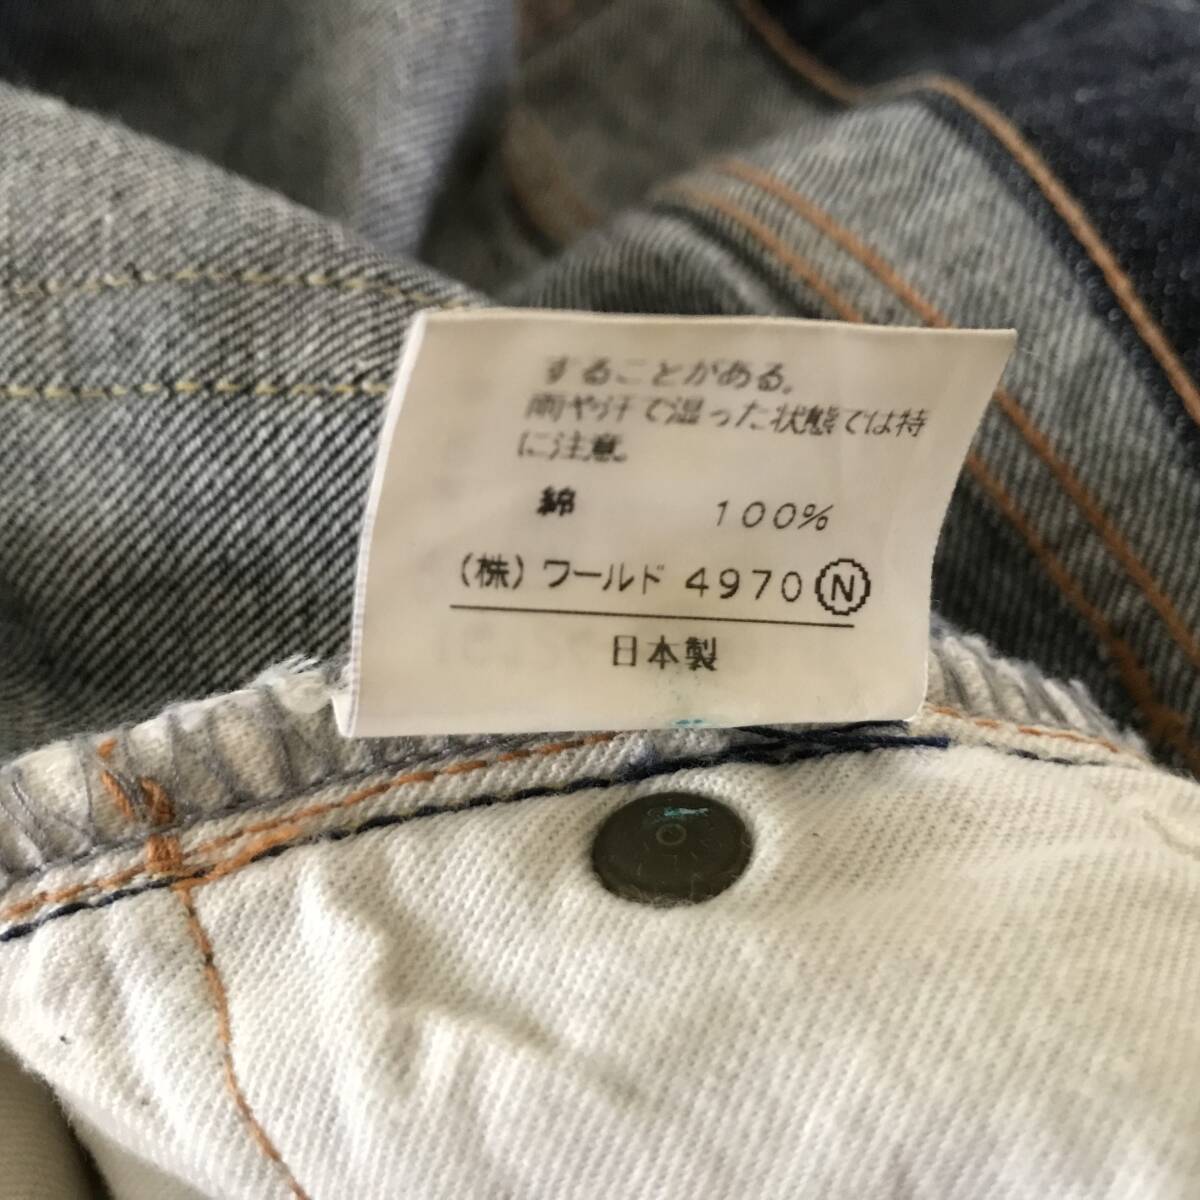 することがある。
雨や汗で湿った状態では特
に注意。
綿 100%
(株)ワールド 4970 Ⓝ
日本製